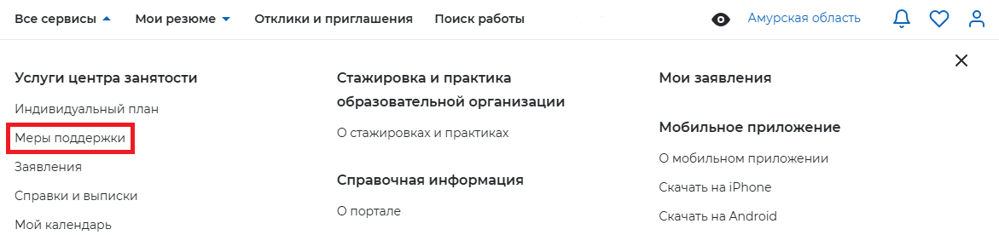 Все сервисы Мои резюме Отклики и приглашения Поиск работы Амурская область
Услуги центра занятости
Индивидуальный план
Меры поддержки
Заявления
Справки и выписки
Мой календарь
Стажировка и практика
образовательной организации
О стажировках и практиках
Справочная информация
О портале
Мои заявления
Мобильное приложение
О мобильном приложении
Скачать на iPhone
Скачать на Android